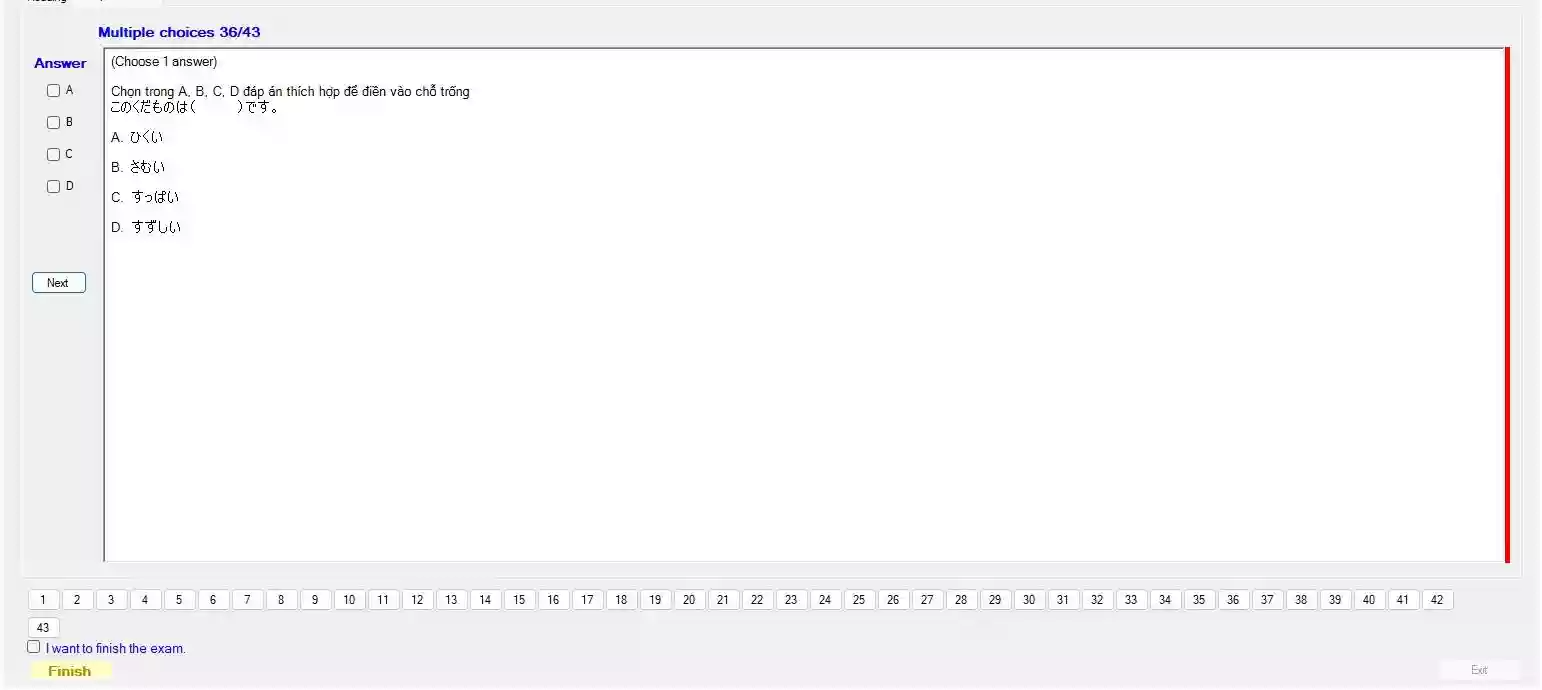 Multiple choices 36/43
Answer
(Choose 1 answer)
A
Chọn trong A, B, C, D đáp án thích hợp để điền vào chỗ trống
このくだものは( )です。
B
A. ひくい
C
B. さむい
D
C. すっぱい
D. すずしい
Next
1 2 3 4 5 6 7 8 9 10 11 12 13 14 15 16 17 18 19 20 21 22 23 24 25 26 27 28 29 30 31 32 33 34 35 36 37 38 39 40 41 42
43
I want to finish the exam.
Finish
Exit